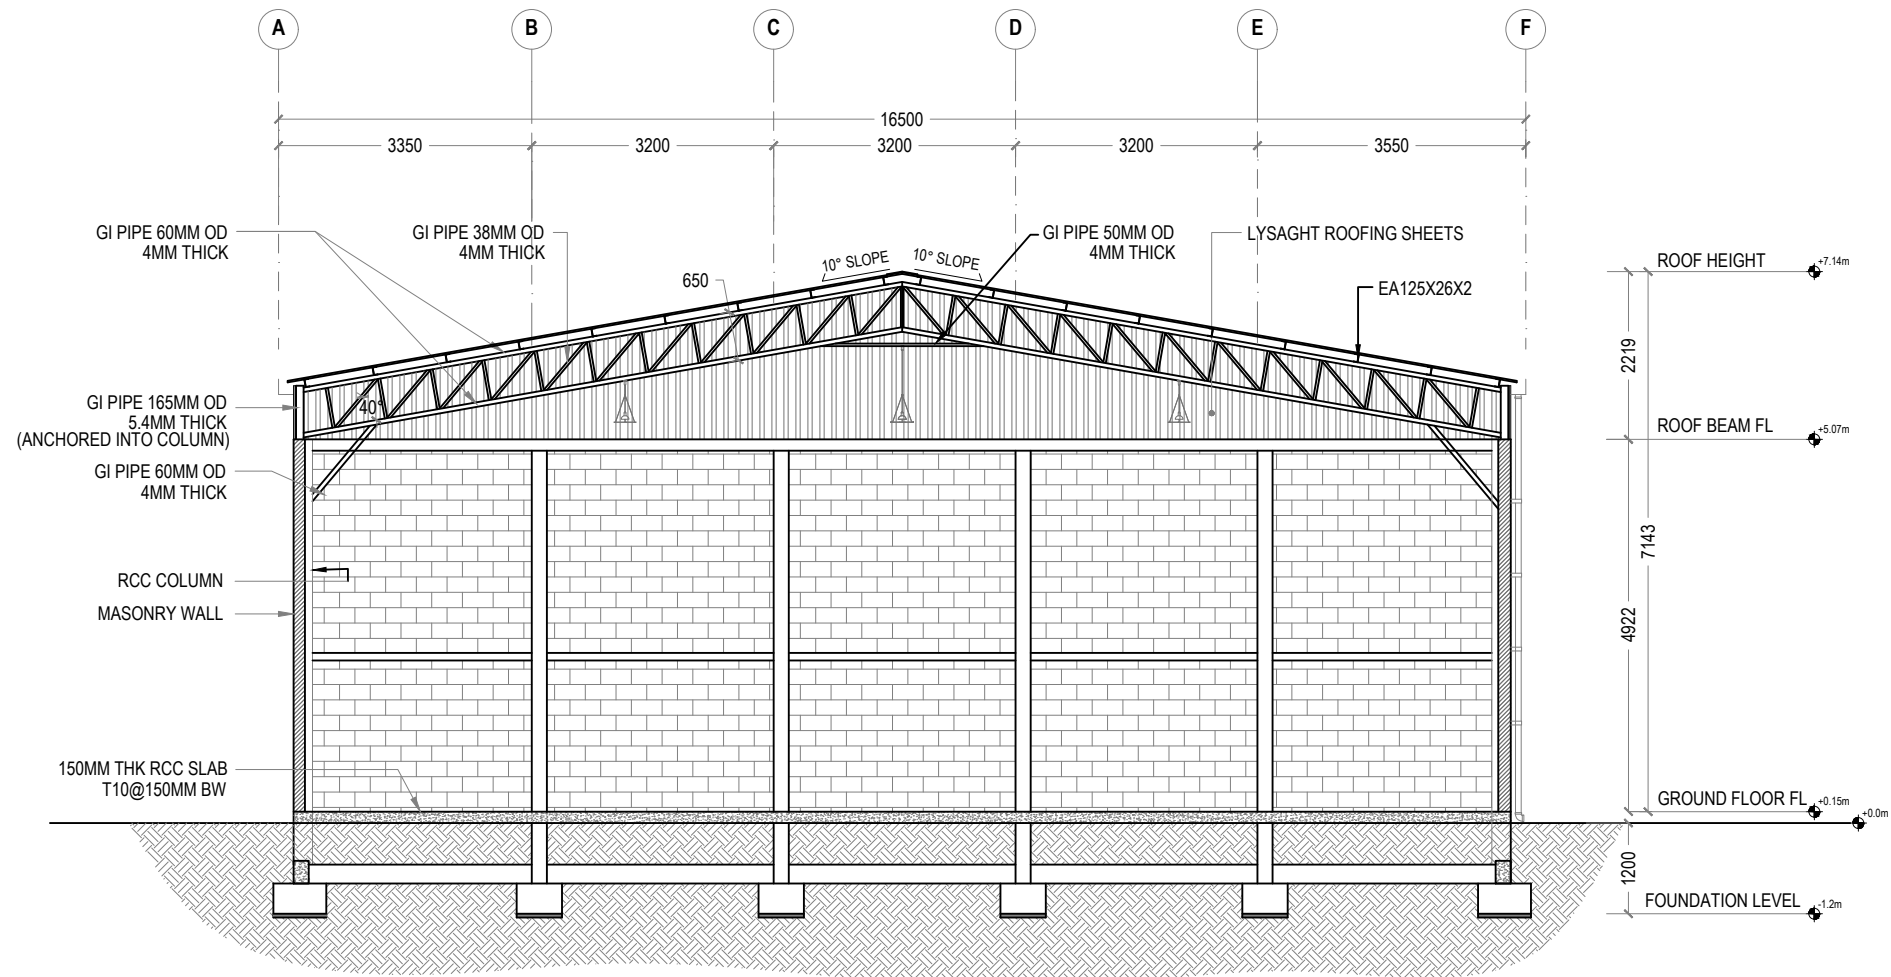 A
B
C
D
E
F
16500
3350
3200
3200
3200
3550
GI PIPE 60MM OD
4MM THICK
GI PIPE 38MM OD
4MM THICK
650
10° SLOPE
10° SLOPE
GI PIPE 50MM OD
4MM THICK
LYSAGHT ROOFING SHEETS
EA125X26X2
ROOF HEIGHT
+7.14m
2219
7143
GI PIPE 165MM OD
5.4MM THICK
(ANCHORED INTO COLUMN)
40°
ROOF BEAM FL
+5.07m
GI PIPE 60MM OD
4MM THICK
RCC COLUMN
MASONRY WALL
4922
150MM THK RCC SLAB
T10@150MM BW
GROUND FLOOR FL
+0.15m
+0.0m
1200
FOUNDATION LEVEL
-1.2m